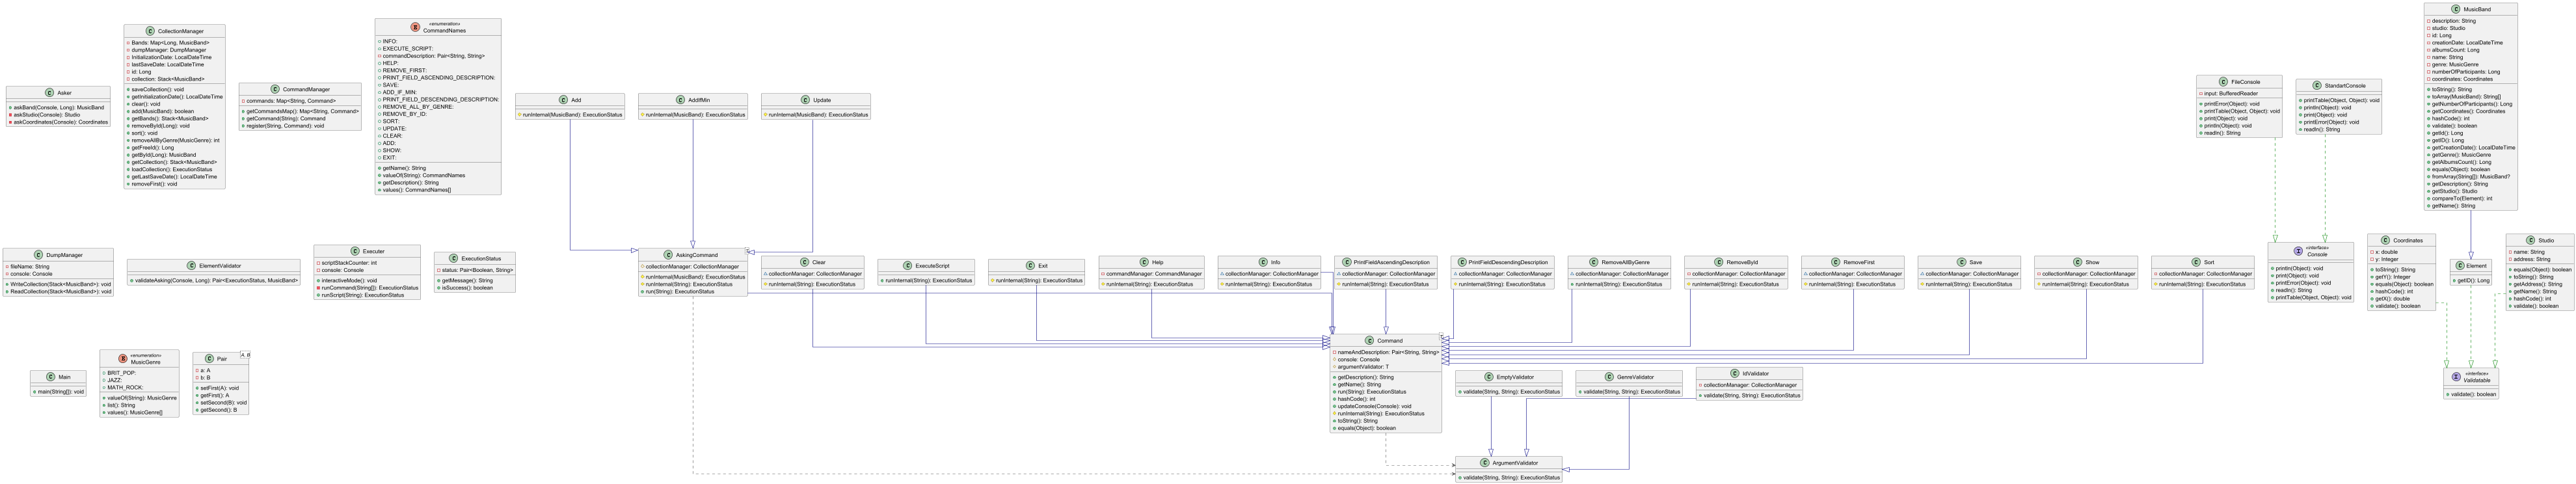 CollectionManager
Bands: Map<Long, MusicBand>
dumpManager: DumpManager
InitializationDate: LocalDateTime
lastSaveDate: LocalDateTime
id: Long
collection: Stack<MusicBand>
saveCollection(): void
getInitializationDate(): LocalDateTime
clear(): void
add(MusicBand): boolean
getBands(): Stack<MusicBand>
removeById(Long): void
sort(): void
removeAllByGenre(MusicGenre): int
getFreeId(): Long
getById(Long): MusicBand
getCollection(): Stack<MusicBand>
loadCollection(): ExecutionStatus
getLastSaveDate(): LocalDateTime
removeFirst(): void
«enumeration»
CommandNames
INFO:
EXECUTE_SCRIPT:
commandDescription: Pair<String, String>
HELP:
REMOVE_FIRST:
PRINT_FIELD_ASCENDING_DESCRIPTION:
SAVE:
ADD_IF_MIN:
PRINT_FIELD_DESCENDING_DESCRIPTION:
REMOVE_ALL_BY_GENRE:
REMOVE_BY_ID:
SORT:
UPDATE:
CLEAR:
ADD:
SHOW:
EXIT:
getName(): String
valueOf(String): CommandNames
getDescription(): String
values(): CommandNames[]
Asker
askBand(Console, Long): MusicBand
askStudio(Console): Studio
askCoordinates(Console): Coordinates
CommandManager
commands: Map<String, Command>
getCommandsMap(): Map<String, Command>
getCommand(String): Command
register(String, Command): void
Add
runInternal(MusicBand): ExecutionStatus
AddIfMin
runInternal(MusicBand): ExecutionStatus
Update
runInternal(MusicBand): ExecutionStatus
FileConsole
input: BufferedReader
printError(Object): void
printTable(Object, Object): void
print(Object): void
println(Object): void
readln(): String
StandartConsole
printTable(Object, Object): void
println(Object): void
print(Object): void
printError(Object): void
readln(): String
MusicBand
description: String
studio: Studio
id: Long
creationDate: LocalDateTime
albumsCount: Long
name: String
genre: MusicGenre
numberOfParticipants: Long
coordinates: Coordinates
toString(): String
toArray(MusicBand): String[]
getNumberOfParticipants(): Long
getCoordinates: Coordinates
hashCode(): int
validate(): boolean
getId(): Long
getID(): Long
getCreationDate(): LocalDateTime
getGenre(): MusicGenre
getAlbumsCount(): Long
equals(Object): boolean
fromArray(String[]): MusicBand?
getDescription(): String
getStudio(): Studio
compareTo(Element): int
getName(): String
DumpManager
fileName: String
console: Console
WriteCollection(Stack<MusicBand>): void
ReadCollection(Stack<MusicBand>): void
ElementValidator
validateAsking(Console, Long): Pair<ExecutionStatus, MusicBand>
Executer
scriptStackCounter: int
console: Console
interactiveMode(): void
runCommand(String[]): ExecutionStatus
runScript(String): ExecutionStatus
ExecutionStatus
status: Pair<Boolean, String>
getMessage(): String
isSuccess(): boolean
AskingCommand
collectionManager: CollectionManager
runInternal(MusicBand): ExecutionStatus
runInternal(String): ExecutionStatus
run(String): ExecutionStatus
Clear
collectionManager: CollectionManager
runInternal(String): ExecutionStatus
ExecuteScript
runInternal(String): ExecutionStatus
Exit
runInternal(String): ExecutionStatus
Help
commandManager: CommandManager
runInternal(String): ExecutionStatus
Info
collectionManager: CollectionManager
runInternal(String): ExecutionStatus
PrintFieldAscendingDescription
collectionManager: CollectionManager
runInternal(String): ExecutionStatus
PrintFieldDescendingDescription
collectionManager: CollectionManager
runInternal(String): ExecutionStatus
RemoveAllByGenre
collectionManager: CollectionManager
runInternal(String): ExecutionStatus
RemoveById
collectionManager: CollectionManager
runInternal(String): ExecutionStatus
RemoveFirst
collectionManager: CollectionManager
runInternal(String): ExecutionStatus
Save
collectionManager: CollectionManager
runInternal(String): ExecutionStatus
Show
collectionManager: CollectionManager
runInternal(String): ExecutionStatus
Sort
collectionManager: CollectionManager
runInternal(String): ExecutionStatus
«interface»
Console
println(Object): void
print(Object): void
printError(Object): void
readln(): String
printTable(Object, Object): void
Coordinates
x: double
y: Integer
toString(): String
getY(): Integer
equals(Object): boolean
hashCode(): int
getX(): double
validate(): boolean
Element
getID(): Long
Studio
name: String
address: String
equals(Object): boolean
toString(): String
getAddress(): String
getName(): String
hashCode(): int
validate(): boolean
Main
main(String[]): void
«enumeration»
MusicGenre
BRIT_POP:
JAZZ:
MATH_ROCK:
valueOf(String): MusicGenre
list(): String
values(): MusicGenre[]
Pair
A, B
a: A
b: B
setFirst(A): void
getFirst(): A
setSecond(B): void
getSecond(): B
Command
nameAndDescription: Pair<String, String>
console: Console
argumentValidator: T
getDescription(): String
getName(): String
run(String): ExecutionStatus
hashCode(): int
updateConsole(Console): void
runInternal(String): ExecutionStatus
toString(): String
equals(Object): boolean
EmptyValidator
validate(String, String): ExecutionStatus
GenreValidator
validate(String, String): ExecutionStatus
IdValidator
collectionManager: CollectionManager
validate(String, String): ExecutionStatus
«interface»
Validatable
validate(): boolean
ArgumentValidator
validate(String, String): ExecutionStatus